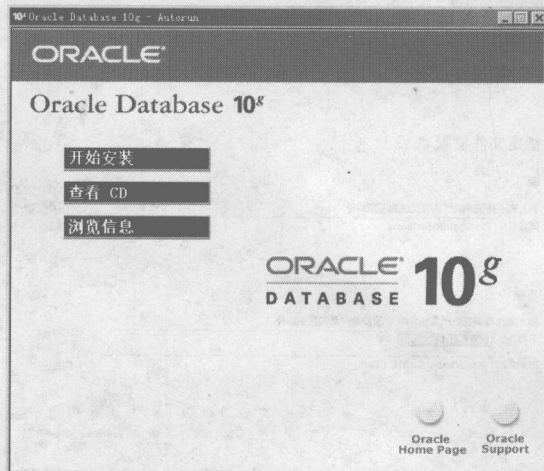 10g Oracle Database 10g - Autorun
ORACLE®
Oracle Database 10g
开始安装
查看 CD
浏览信息
ORACLE®
DATABASE 10g
Oracle Home Page
Oracle Support